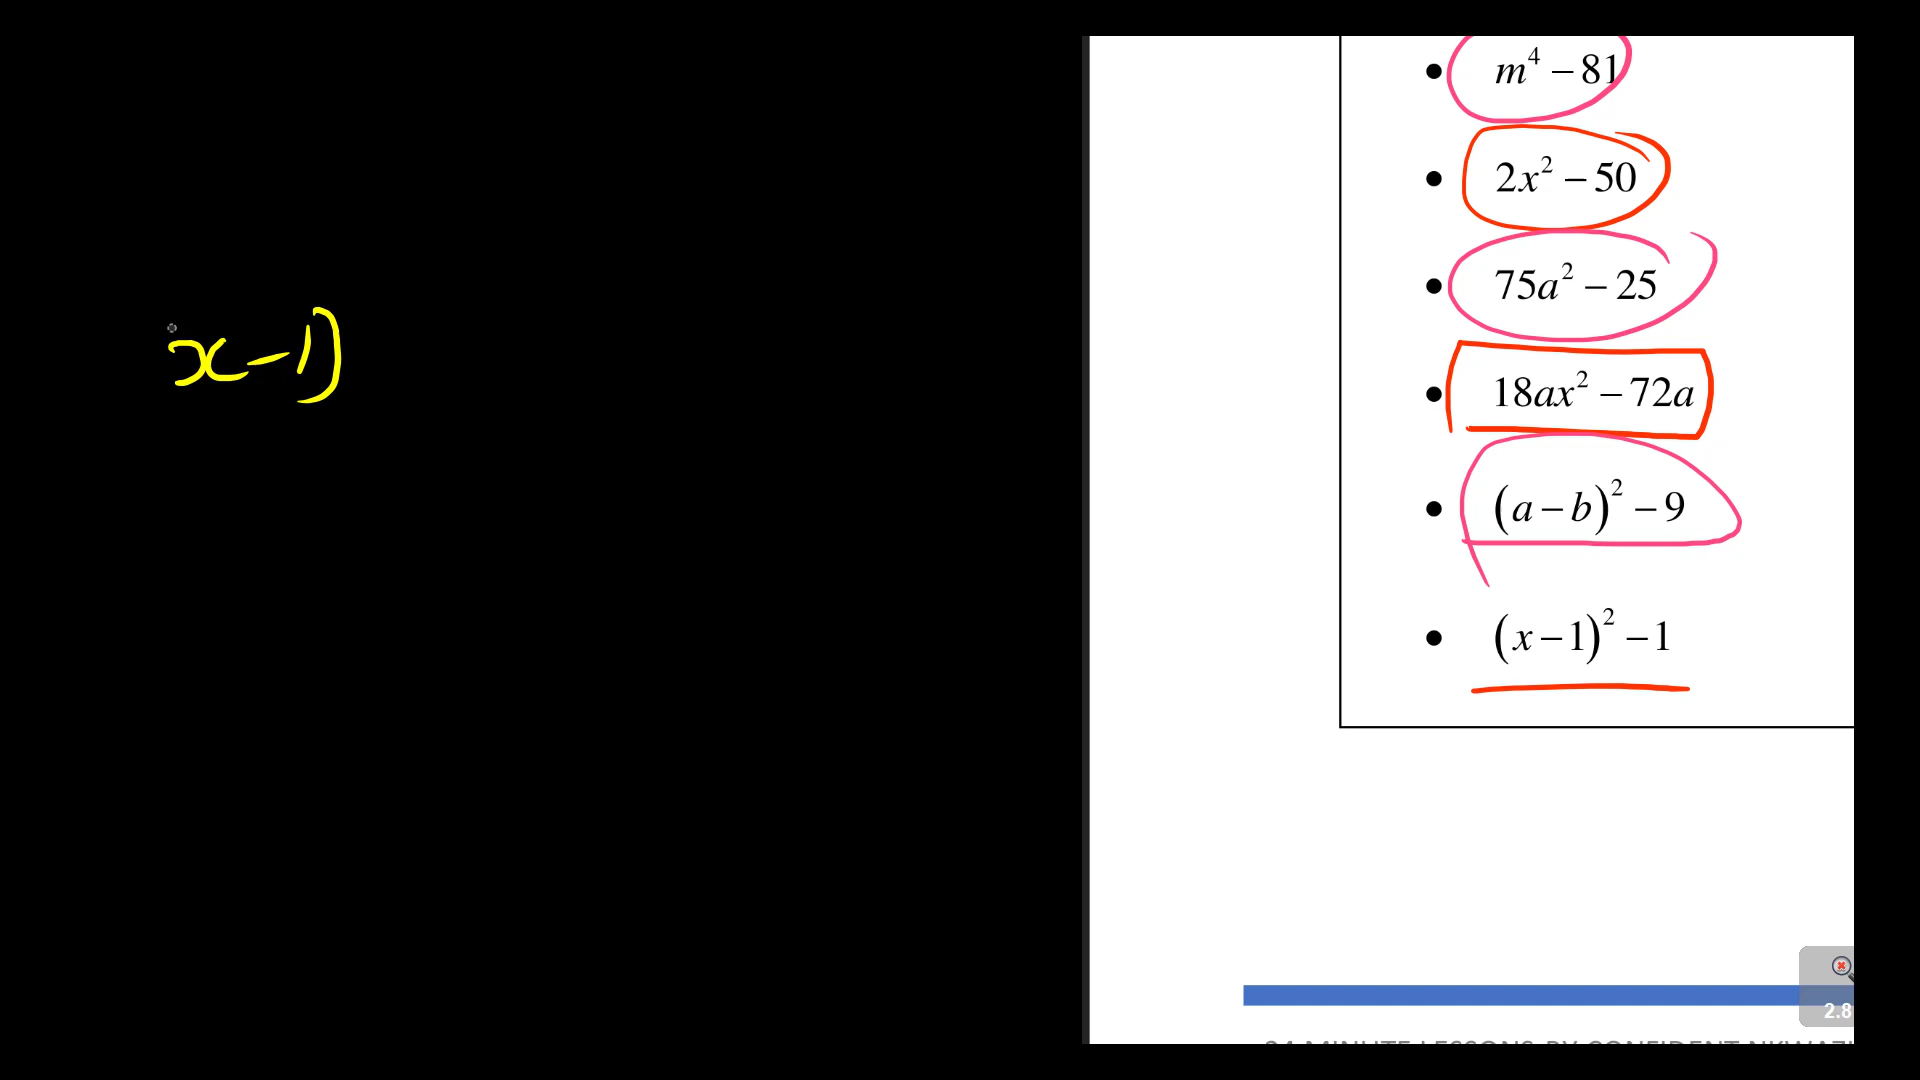 x-1)
• m⁴ − 81
• 2x² − 50
• 75a² − 25
• 18ax² − 72a
• (a − b)² − 9
• (x − 1)² − 1
2.8